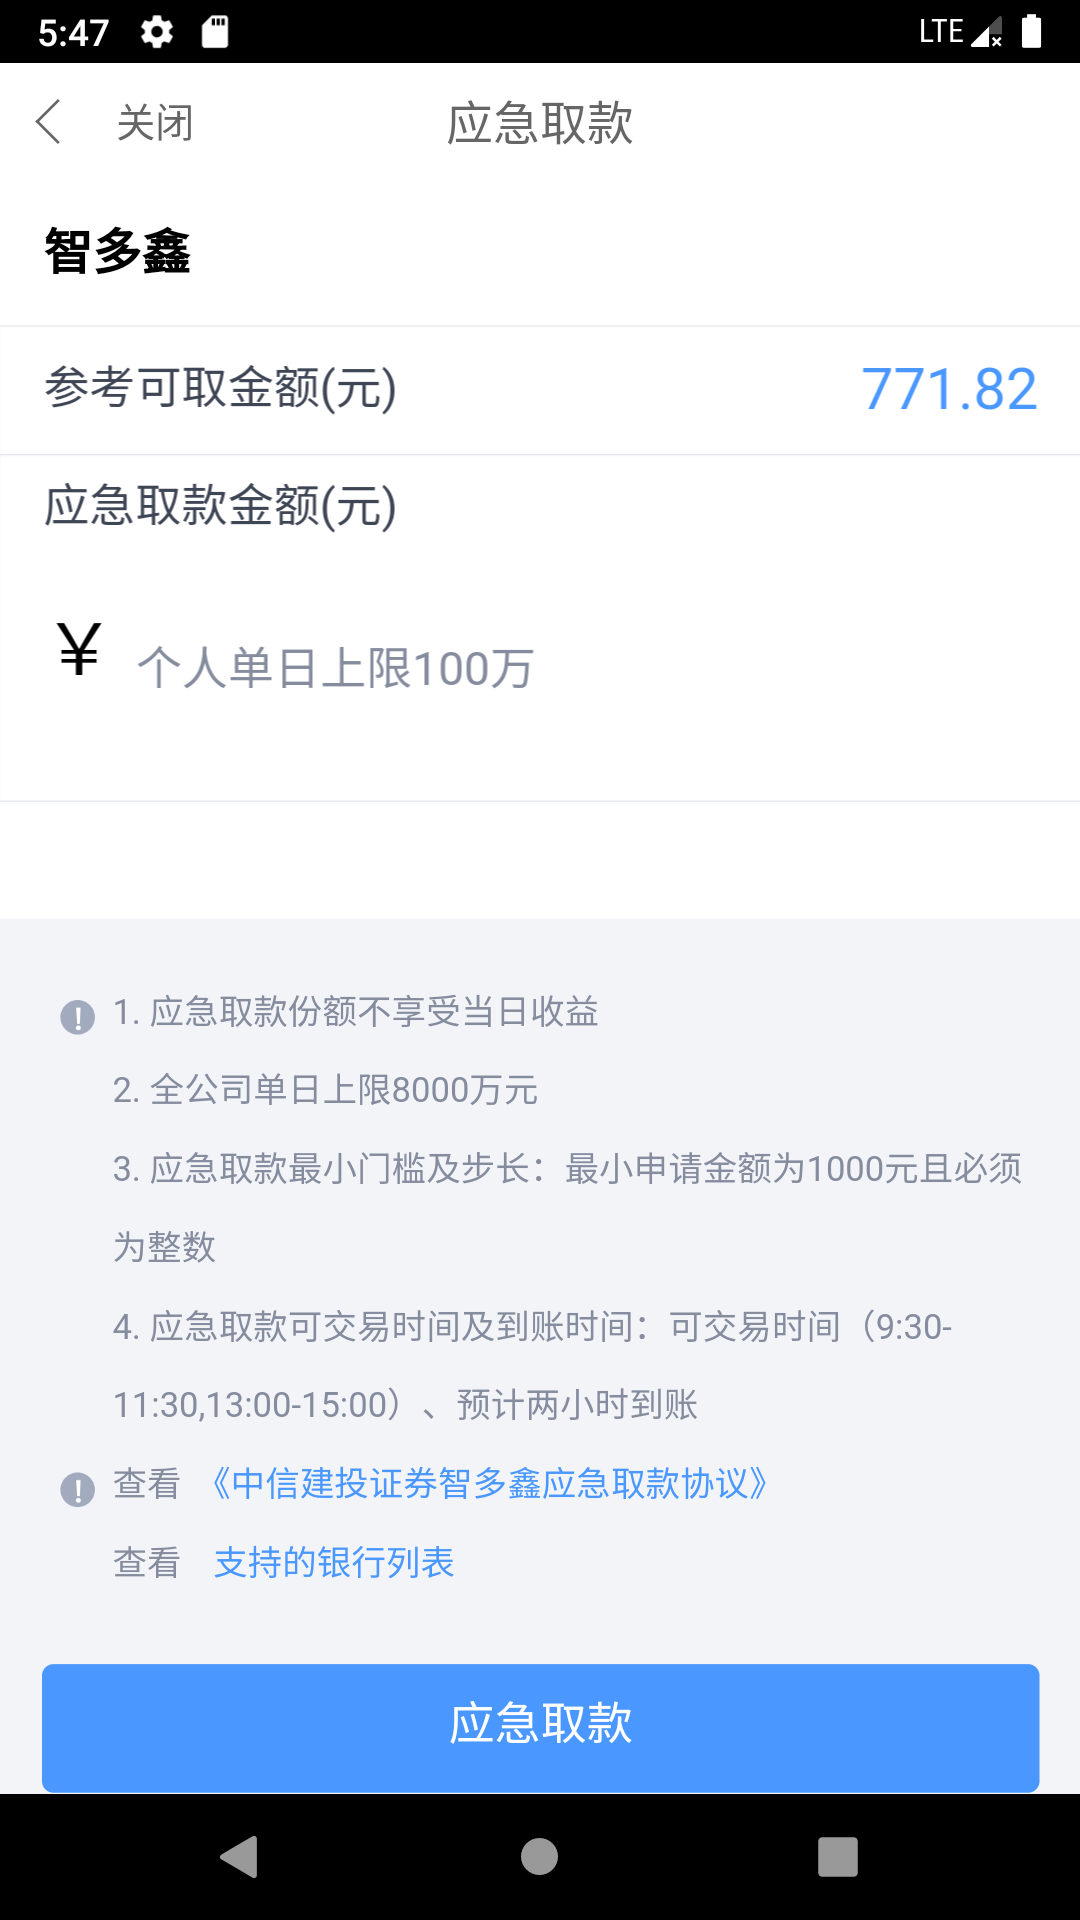 5:47
LTE
关闭
应急取款
智多鑫
参考可取金额(元)
771.82
应急取款金额(元)
¥ 个人单日上限100万
1. 应急取款份额不享受当日收益
2. 全公司单日上限8000万元
3. 应急取款最小门槛及步长：最小申请金额为1000元且必须
为整数
4. 应急取款可交易时间及到账时间：可交易时间（9:30-
11:30,13:00-15:00）、预计两小时到账
查看 《中信建投证券智多鑫应急取款协议》
查看 支持的银行列表
应急取款